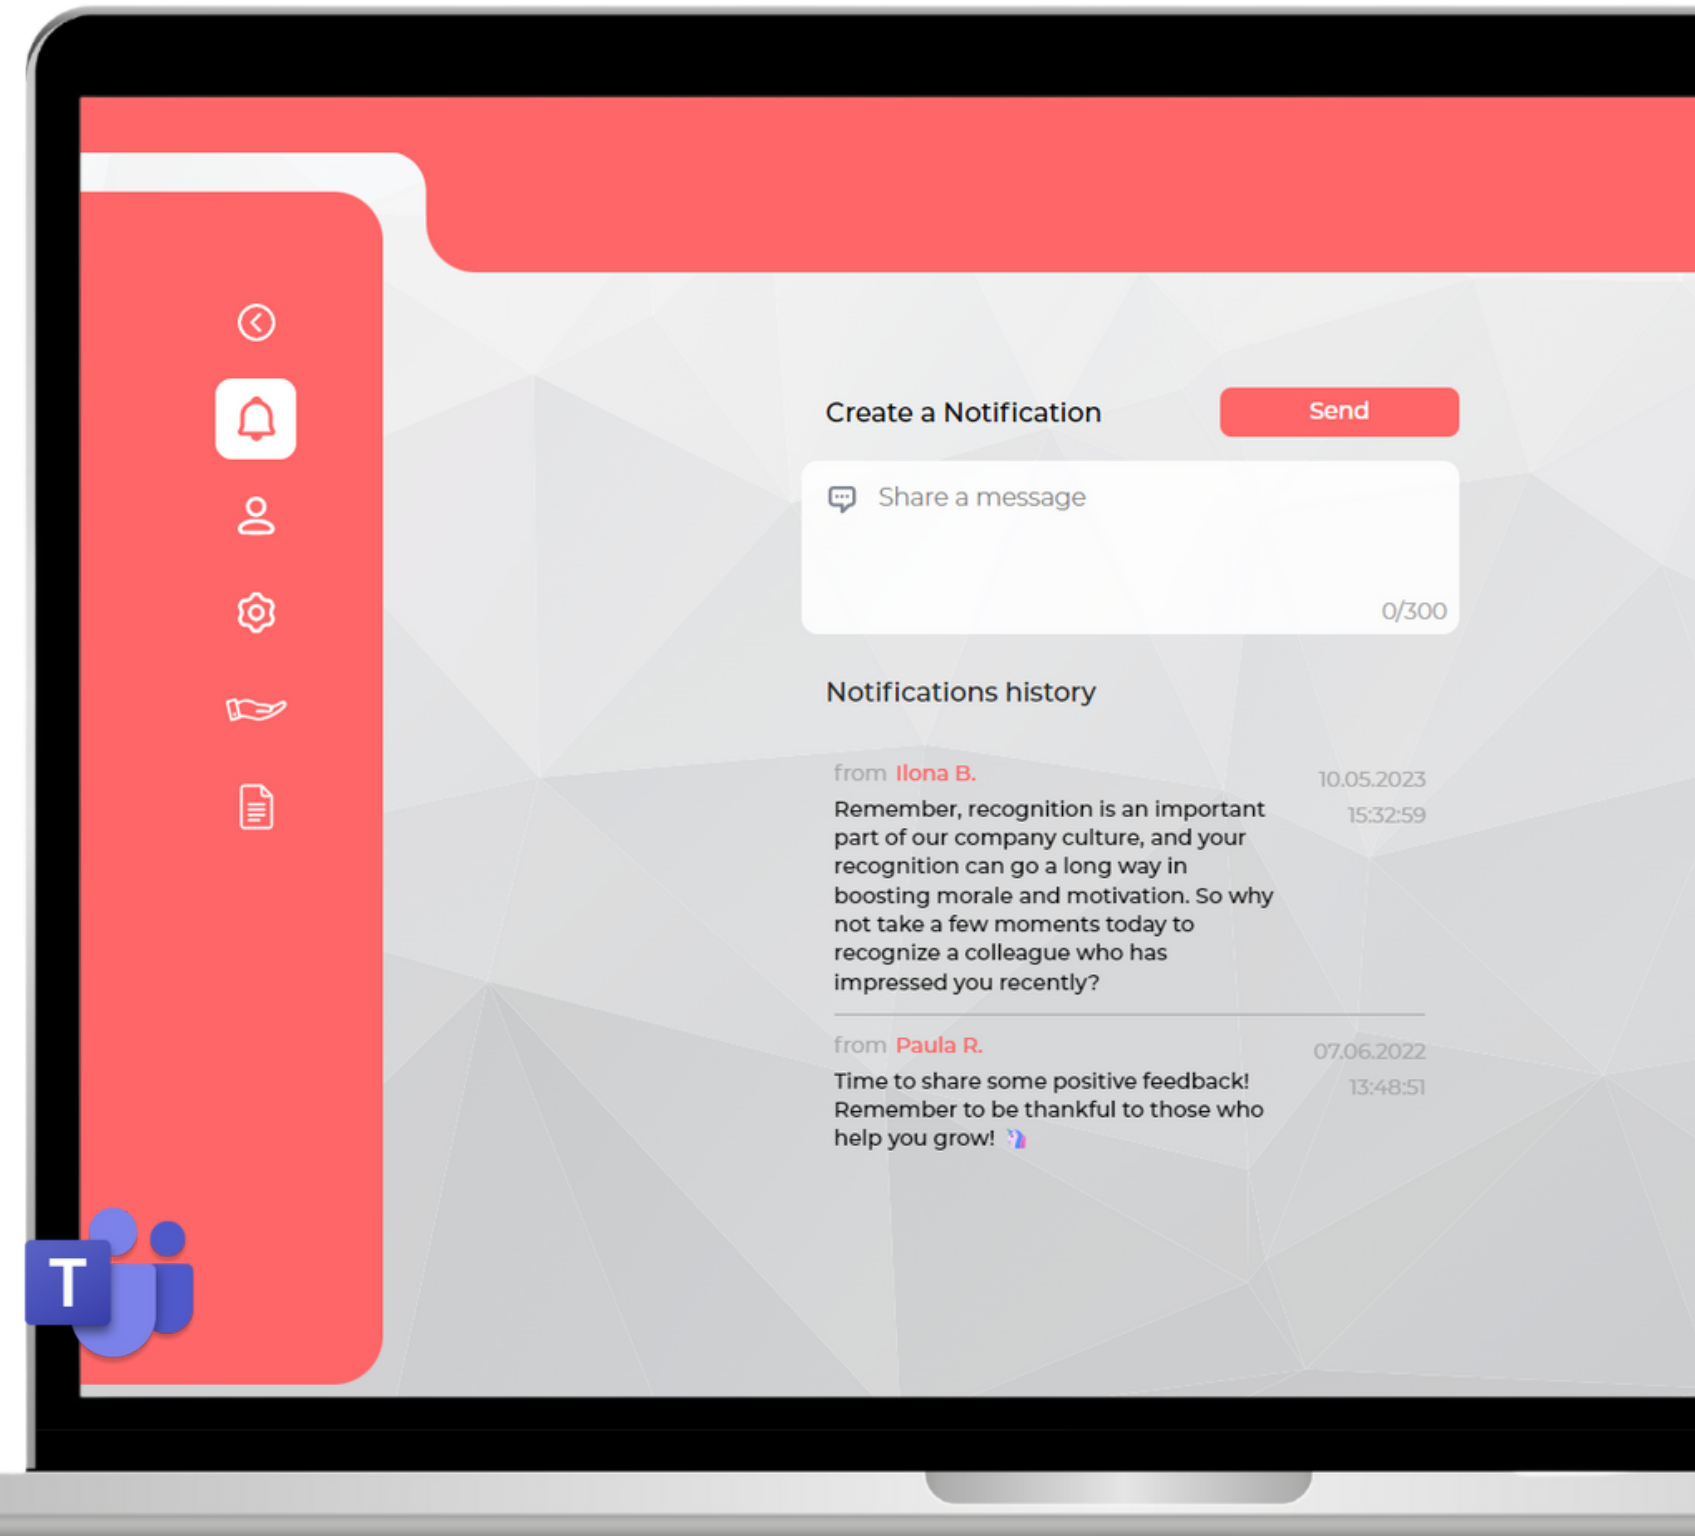 Create a Notification
Send
Share a message
0/300
Notifications history
from Ilona B.
10.05.2023
15:32:59
Remember, recognition is an important
part of our company culture, and your
recognition can go a long way in
boosting morale and motivation. So why
not take a few moments today to
recognize a colleague who has
impressed you recently?
from Paula R.
07.06.2022
13:48:51
Time to share some positive feedback!
Remember to be thankful to those who
help you grow! 🦄
T